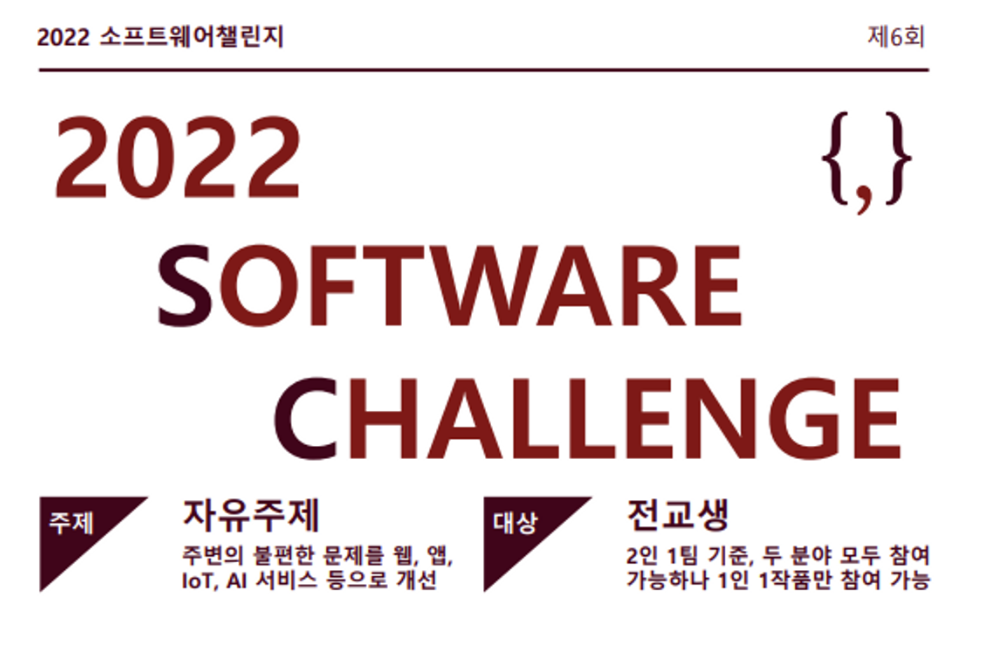 2022 소프트웨어챌린지
제6회
2022
{,}
SOFTWARE
CHALLENGE
주제
자유주제
주변의 불편한 문제를 웹, 앱,
IoT, AI 서비스 등으로 개선
대상
전교생
2인 1팀 기준, 두 분야 모두 참여
가능하나 1인 1작품만 참여 가능